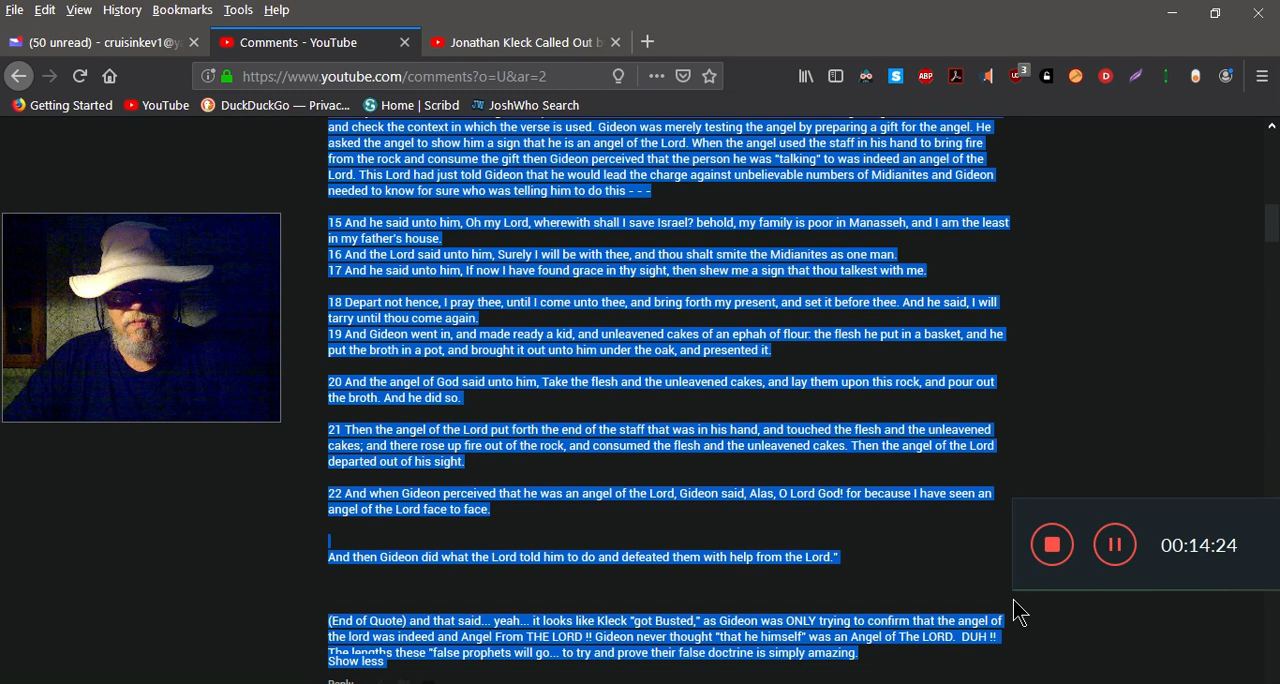 File Edit View History Bookmarks Tools Help
(50 unread) - cruisinkev1@y
Comments - YouTube
Jonathan Kleck Called Out b
https://www.youtube.com/comments?o=U&ar=2
ABP
3
Getting Started YouTube DuckDuckGo — Privac... Home | Scribd JW JoshWho Search
and check the context in which the verse is used. Gideon was merely testing the angel by preparing a gift for the angel. He
asked the angel to show him a sign that he is an angel of the Lord. When the angel used the staff in his hand to bring fire
from the rock and consume the gift then Gideon perceived that the person he was "talking" to was indeed an angel of the
Lord. This Lord had just told Gideon that he would lead the charge against unbelievable numbers of Midianites and Gideon
needed to know for sure who was telling him to do this - - -
15 And he said unto him, Oh my Lord, wherewith shall I save Israel? behold, my family is poor in Manasseh, and I am the least
in my father's house.
16 And the Lord said unto him, Surely I will be with thee, and thou shalt smite the Midianites as one man.
17 And he said unto him, If now I have found grace in thy sight, then shew me a sign that thou talkest with me.
18 Depart not hence, I pray thee, until I come unto thee, and bring forth my present, and set it before thee. And he said, I will
tarry until thou come again.
19 And Gideon went in, and made ready a kid, and unleavened cakes of an ephah of flour: the flesh he put in a basket, and he
put the broth in a pot, and brought it out unto him under the oak, and presented it.
20 And the angel of God said unto him, Take the flesh and the unleavened cakes, and lay them upon this rock, and pour out
the broth. And he did so.
21 Then the angel of the Lord put forth the end of the staff that was in his hand, and touched the flesh and the unleavened
cakes; and there rose up fire out of the rock, and consumed the flesh and the unleavened cakes. Then the angel of the Lord
departed out of his sight.
22 And when Gideon perceived that he was an angel of the Lord, Gideon said, Alas, O Lord God! for because I have seen an
angel of the Lord face to face.
And then Gideon did what the Lord told him to do and defeated them with help from the Lord."
00:14:24
(End of Quote) and that said... yeah... it looks like Kleck "got Busted," as Gideon was ONLY trying to confirm that the angel of
the lord was indeed and Angel From THE LORD !! Gideon never thought "that he himself" was an Angel of The LORD. DUH !!
The lengths these "false prophets will go... to try and prove their false doctrine is simply amazing.
Show less
Reply